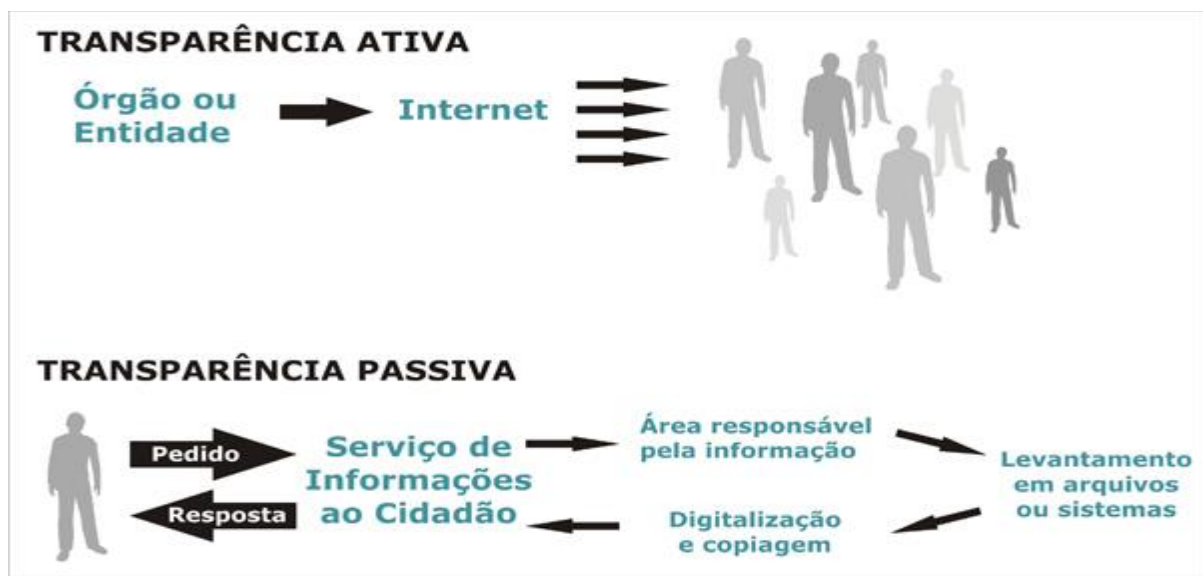 TRANSPARÊNCIA ATIVA
Órgão ou
Entidade
Internet
TRANSPARÊNCIA PASSIVA
Pedido
Resposta
Serviço de
Informações
ao Cidadão
Área responsável
pela informação
Levantamento
em arquivos
ou sistemas
Digitalização
e copiagem